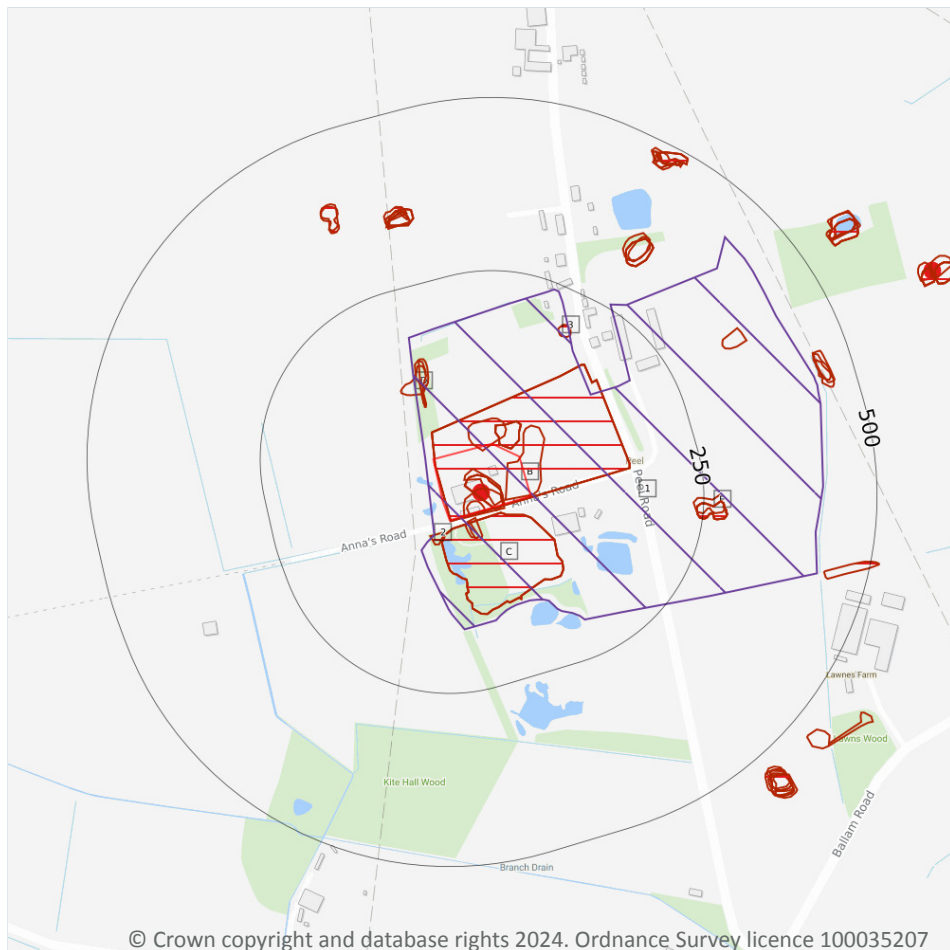 3
500
250
Peel
B
1
Peel Road
Anna's Road
2
Anna's Road
C
Lawnes Farm
Lawns Wood
Kite Hall Wood
Ballam Road
Branch Drain
© Crown copyright and database rights 2024. Ordnance Survey licence 100035207